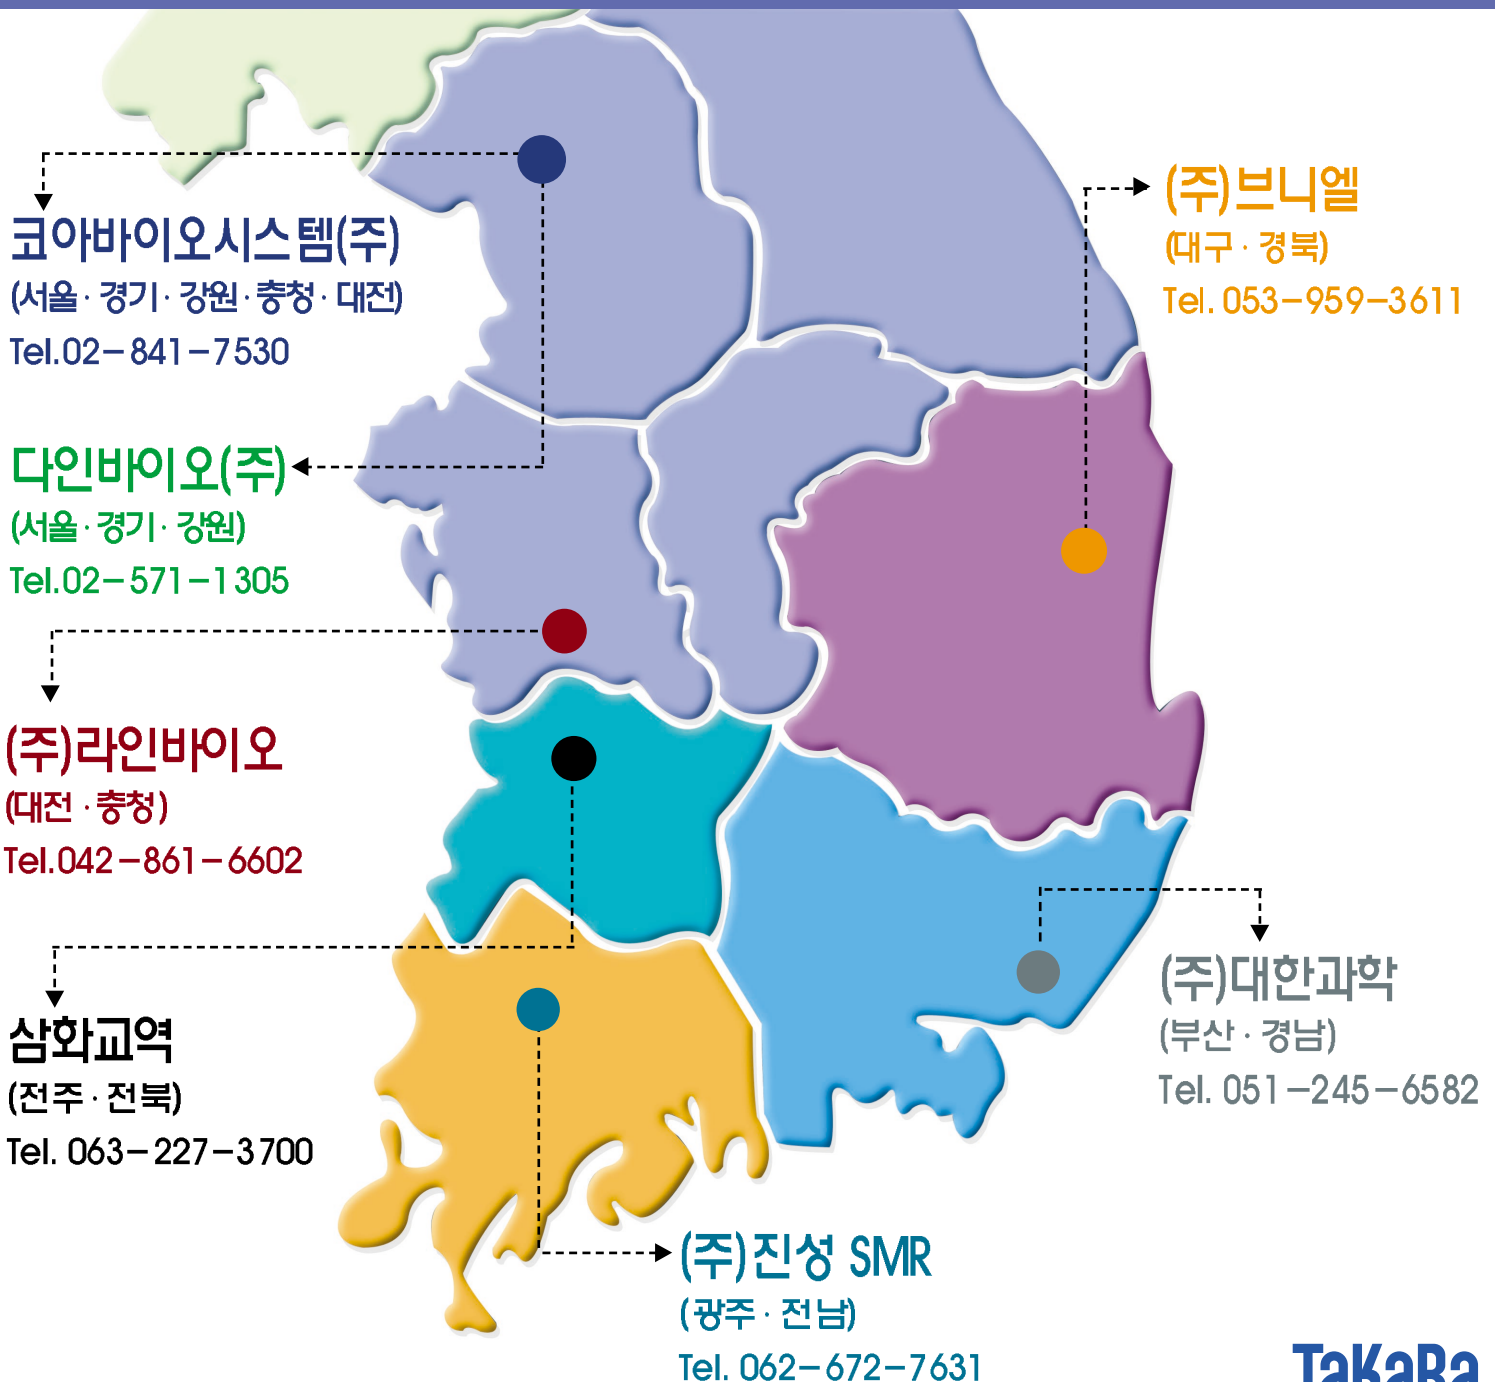 코아바이오시스템(주)
(서울 · 경기 · 강원 · 충청 · 대전)
Tel.02-841-7530
다인바이오(주)
(서울 · 경기 · 강원)
Tel.02-571-1305
(주)라인바이오
(대전 · 충청)
Tel.042-861-6602
삼화교역
(전주 · 전북)
Tel. 063-227-3700
(주)브니엘
(대구 · 경북)
Tel. 053-959-3611
(주)대한과학
(부산 · 경남)
Tel. 051-245-6582
(주)진성 SMR
(광주 · 전남)
Tel. 062-672-7631
TaKaRa